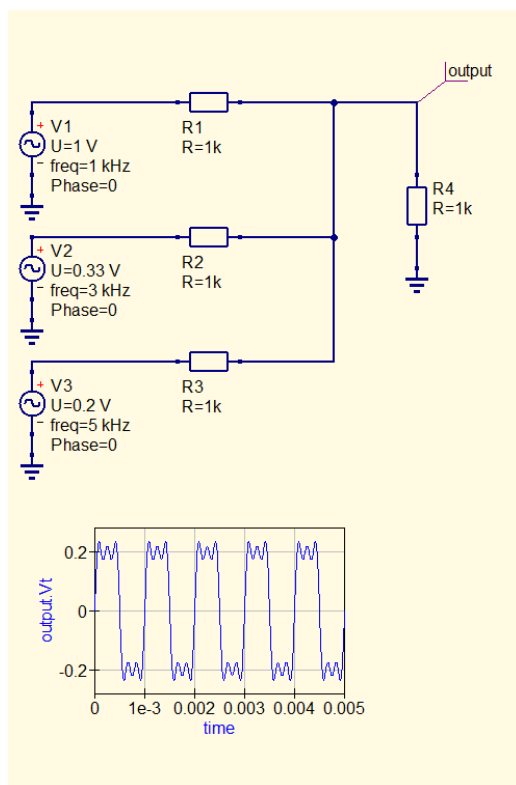 output
+ V1
U=1 V
- freq=1 kHz
Phase=0
R1
R=1k
R4
R=1k
+ V2
U=0.33 V
- freq=3 kHz
Phase=0
R2
R=1k
+ V3
U=0.2 V
- freq=5 kHz
Phase=0
R3
R=1k
output.Vt
0.2
0
-0.2
0 1e-3 0.002 0.003 0.004 0.005
time